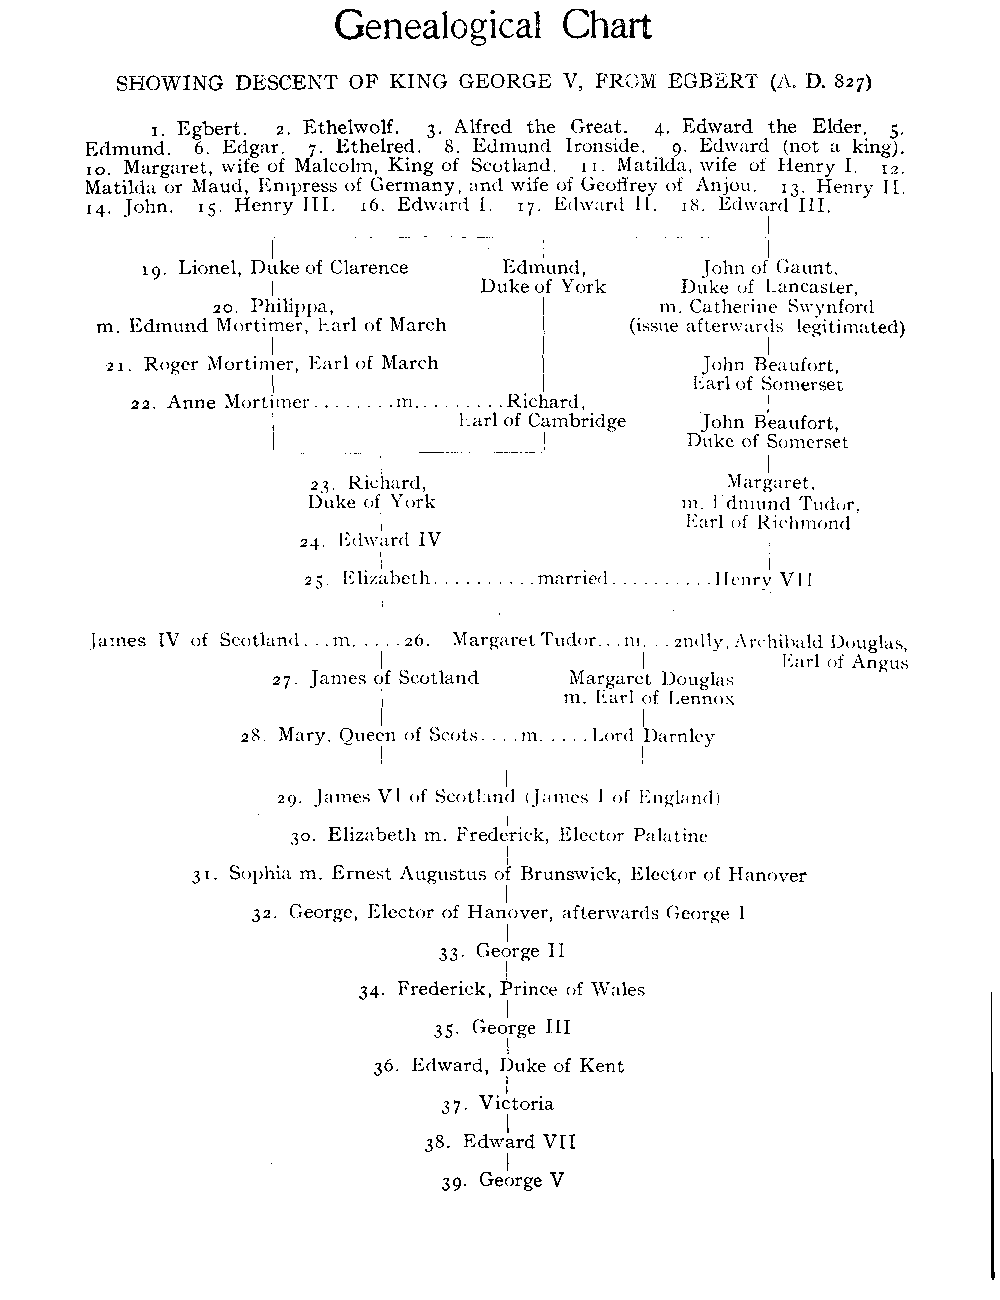 Genealogical Chart
SHOWING DESCENT OF KING GEORGE V, FROM EGBERT (A. D. 827)
1. Egbert. 2. Ethelwolf. 3. Alfred the Great. 4. Edward the Elder. 5.
Edmund. 6. Edgar. 7. Ethelred. 8. Edmund Ironside. 9. Edward (not a king).
10. Margaret, wife of Malcolm, King of Scotland. 11. Matilda, wife of Henry I. 12.
Matilda or Maud, Empress of Germany, and wife of Geoffrey of Anjou. 13. Henry II.
14. John. 15. Henry III. 16. Edward I. 17. Edward II. 18. Edward III.
19. Lionel, Duke of Clarence Edmund, John of Gaunt,
Duke of York Duke of Lancaster,
20. Philippa, m. Catherine Swynford
m. Edmund Mortimer, Earl of March (issue afterwards legitimated)
21. Roger Mortimer, Earl of March John Beaufort,
Earl of Somerset
22. Anne Mortimer........m.........Richard,
Earl of Cambridge John Beaufort,
Duke of Somerset
23. Richard, Margaret,
Duke of York m. Edmund Tudor,
Earl of Richmond
24. Edward IV
25. Elizabeth..........married..........Henry VII
James IV of Scotland...m.....26. Margaret Tudor...m...2ndly, Archibald Douglas,
Earl of Angus
27. James of Scotland Margaret Douglas
m. Earl of Lennox
28. Mary, Queen of Scots....m.....Lord Darnley
29. James VI of Scotland (James I of England)
30. Elizabeth m. Frederick, Elector Palatine
31. Sophia m. Ernest Augustus of Brunswick, Elector of Hanover
32. George, Elector of Hanover, afterwards George I
33. George II
34. Frederick, Prince of Wales
35. George III
36. Edward, Duke of Kent
37. Victoria
38. Edward VII
39. George V